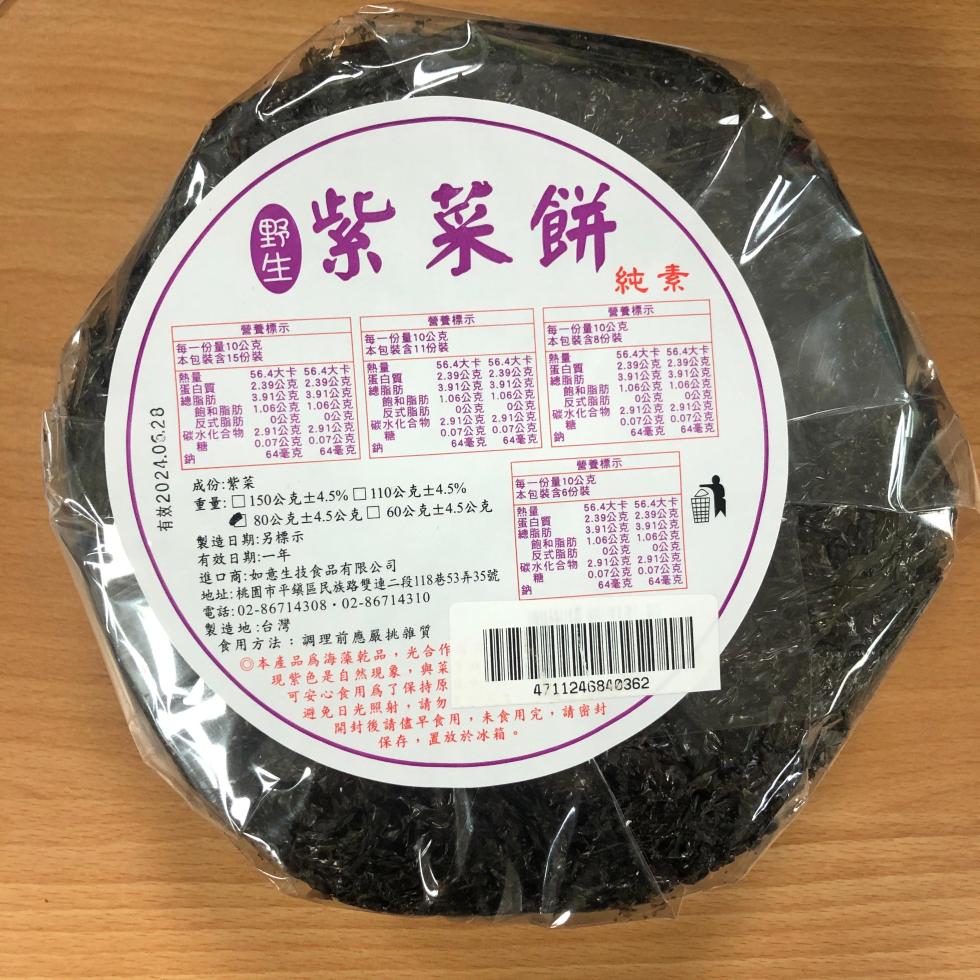 野生
紫菜餅
純素
營養標示
每一份量10公克
本包裝含15份裝
熱量 56.4大卡 56.4大卡
蛋白質 2.39公克 2.39公克
總脂肪 3.91公克 3.91公克
飽和脂肪 1.06公克 1.06公克
反式脂肪 0公克 0公克
碳水化合物 2.91公克 2.91公克
糖 0.07公克 0.07公克
鈉 64毫克 64毫克
營養標示
每一份量10公克
本包裝含11份裝
熱量 56.4大卡 56.4大卡
蛋白質 2.39公克 2.39公克
總脂肪 3.91公克 3.91公克
飽和脂肪 1.06公克 1.06公克
反式脂肪 0公克 0公克
碳水化合物 2.91公克 2.91公克
糖 0.07公克 0.07公克
鈉 64毫克 64毫克
營養標示
每一份量10公克
本包裝含8份裝
熱量 56.4大卡 56.4大卡
蛋白質 2.39公克 2.39公克
總脂肪 3.91公克 3.91公克
飽和脂肪 1.06公克 1.06公克
反式脂肪 0公克 0公克
碳水化合物 2.91公克 2.91公克
糖 0.07公克 0.07公克
鈉 64毫克 64毫克
營養標示
每一份量10公克
本包裝含6份裝
熱量 56.4大卡 56.4大卡
蛋白質 2.39公克 2.39公克
總脂肪 3.91公克 3.91公克
飽和脂肪 1.06公克 1.06公克
反式脂肪 0公克 0公克
碳水化合物 2.91公克 2.91公克
糖 0.07公克 0.07公克
鈉 64毫克 64毫克
有效2024.06.28
成份:紫菜
重量:□150公克±4.5% □110公克±4.5%
80公克±4.5公克□ 60公克±4.5公克
製造日期:另標示
有效日期:一年
進口商:如意生技食品有限公司
地址:桃園市平鎮區民族路雙連二段118巷53弄35號
電話:02-86714308·02-86714310
製造地:台灣
食用方法:調理前應嚴挑雜質
◎本產品為海藻乾品,光合作
現紫色是自然現象,與菜
可安心食用為了保持原
避免日光照射,請勿
開封後請儘早食用,未食用完,請密封
保存,置放於冰箱。
4711246840362